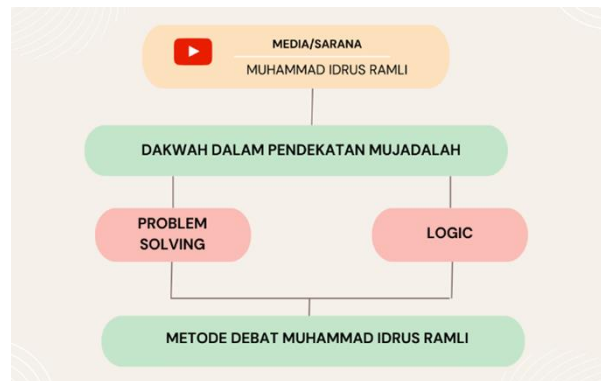 MEDIA/SARANA
MUHAMMAD IDRUS RAMLI
DAKWAH DALAM PENDEKATAN MUJADALAH
PROBLEM
SOLVING
LOGIC
METODE DEBAT MUHAMMAD IDRUS RAMLI